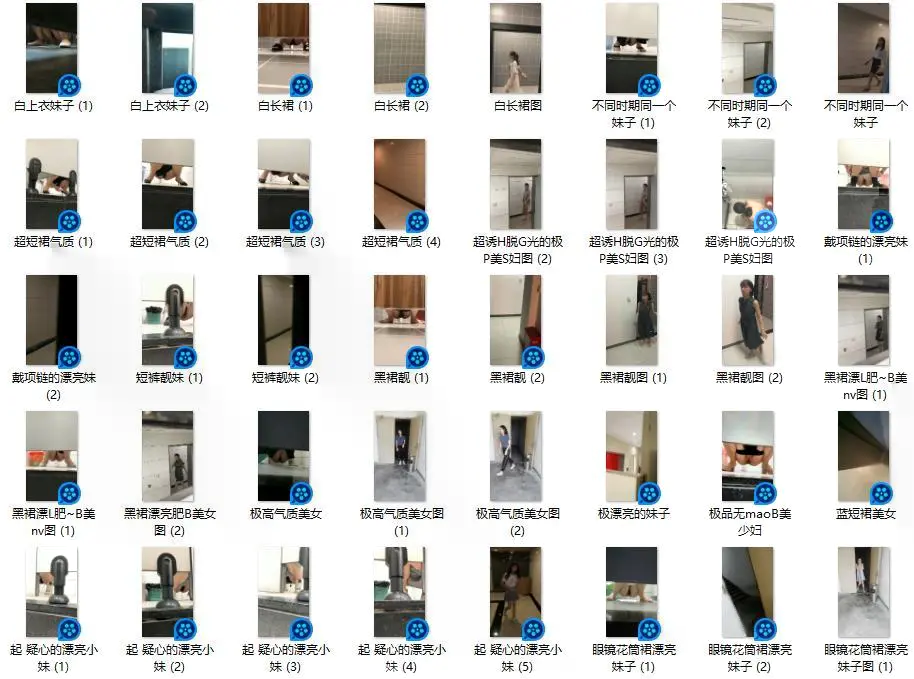 白上衣妹子 (1)
白上衣妹子 (2)
白长裙 (1)
白长裙 (2)
白长裙图
不同时期同一个
妹子 (1)
不同时期同一个
妹子 (2)
不同时期同一个
妹子
超短裙气质 (1)
超短裙气质 (2)
超短裙气质 (3)
超短裙气质 (4)
超诱H脱G光的极
P美S妇图 (2)
超诱H脱G光的极
P美S妇图 (3)
超诱H脱G光的极
P美S妇图
戴项链的漂亮妹
(1)
戴项链的漂亮妹
(2)
短裤靓妹 (1)
短裤靓妹 (2)
黑裙靓 (1)
黑裙靓 (2)
黑裙靓图 (1)
黑裙靓图 (2)
黑裙漂L肥~B美
nv图 (1)
黑裙漂L肥~B美
nv图 (1)
黑裙漂亮肥B美女
图 (2)
极高气质美女
极高气质美女图
(1)
极高气质美女图
(2)
极漂亮的妹子
极品无maoB美
少妇
蓝短裙美女
起 疑心的漂亮小
妹 (1)
起 疑心的漂亮小
妹 (2)
起 疑心的漂亮小
妹 (3)
起 疑心的漂亮小
妹 (4)
起 疑心的漂亮小
妹 (5)
眼镜花筒裙漂亮
妹子 (1)
眼镜花筒裙漂亮
妹子 (2)
眼镜花筒裙漂亮
妹子图 (1)